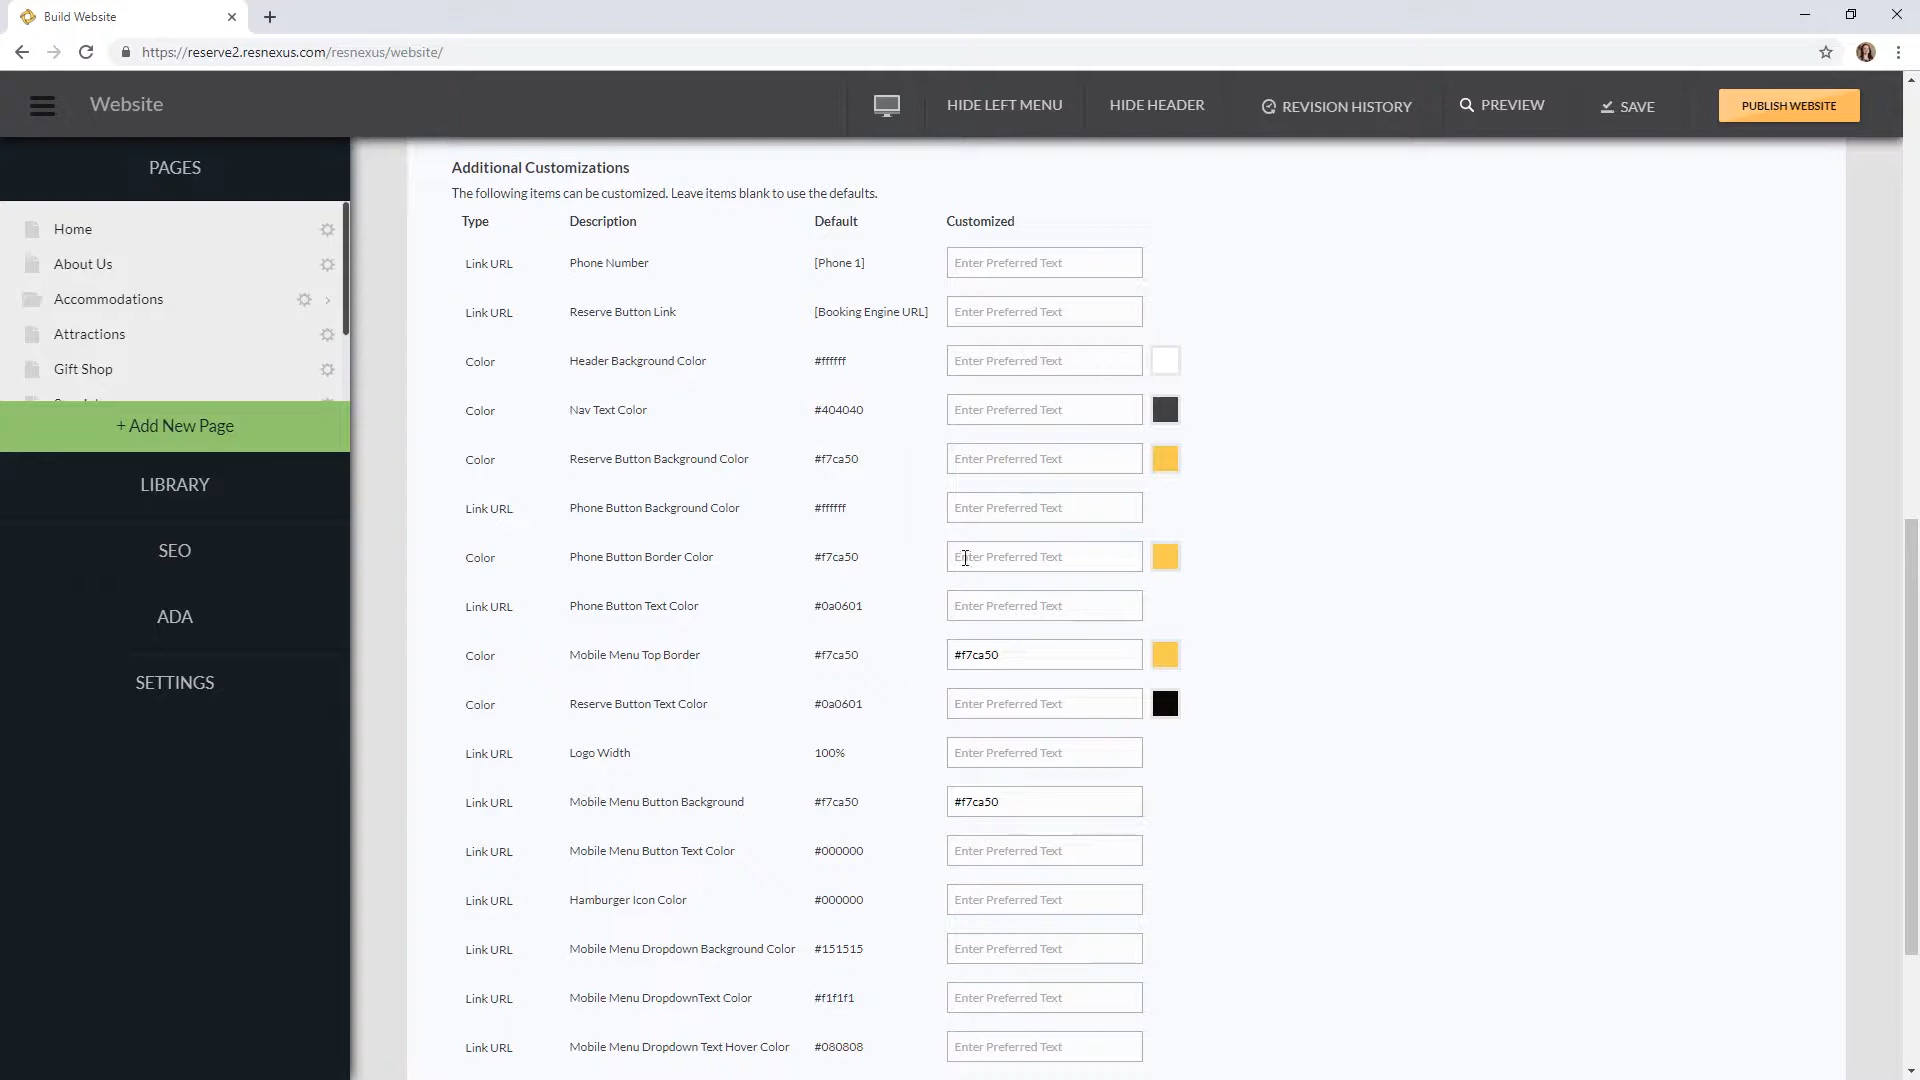 Build Website
https://reserve2.resnexus.com/resnexus/website/
Website
HIDE LEFT MENU
HIDE HEADER
REVISION HISTORY
PREVIEW
SAVE
PUBLISH WEBSITE
PAGES
Home
About Us
Accommodations
Attractions
Gift Shop
+ Add New Page
LIBRARY
SEO
ADA
SETTINGS
Additional Customizations
The following items can be customized. Leave items blank to use the defaults.
Type Description Default Customized
Link URL Phone Number [Phone 1] Enter Preferred Text
Link URL Reserve Button Link [Booking Engine URL] Enter Preferred Text
Color Header Background Color #ffffff Enter Preferred Text
Color Nav Text Color #404040 Enter Preferred Text
Color Reserve Button Background Color #f7ca50 Enter Preferred Text
Link URL Phone Button Background Color #ffffff Enter Preferred Text
Color Phone Button Border Color #f7ca50 Enter Preferred Text
Link URL Phone Button Text Color #0a0601 Enter Preferred Text
Color Mobile Menu Top Border #f7ca50 #f7ca50
Color Reserve Button Text Color #0a0601 Enter Preferred Text
Link URL Logo Width 100% Enter Preferred Text
Link URL Mobile Menu Button Background #f7ca50 #f7ca50
Link URL Mobile Menu Button Text Color #000000 Enter Preferred Text
Link URL Hamburger Icon Color #000000 Enter Preferred Text
Link URL Mobile Menu Dropdown Background Color #151515 Enter Preferred Text
Link URL Mobile Menu DropdownText Color #f1f1f1 Enter Preferred Text
Link URL Mobile Menu Dropdown Text Hover Color #080808 Enter Preferred Text